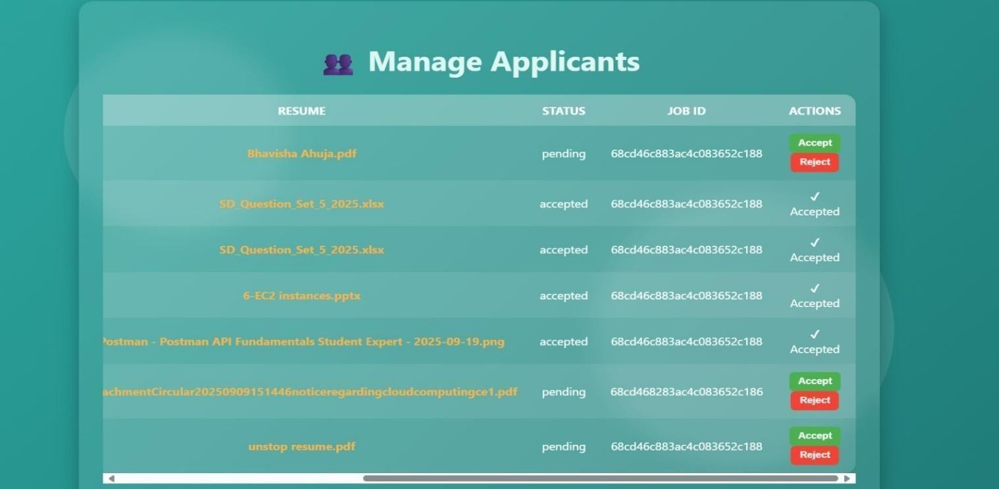 Manage Applicants
RESUME STATUS JOB ID ACTIONS
Bhavisha Ahuja.pdf pending 68cd46c883ac4c083652c188 Accept
Reject
SD_Question_Set_5_2025.xlsx accepted 68cd46c883ac4c083652c188 ✓
Accepted
SD_Question_Set_5_2025.xlsx accepted 68cd46c883ac4c083652c188 ✓
Accepted
6-EC2 instances.pptx accepted 68cd46c883ac4c083652c188 ✓
Accepted
Postman - Postman API Fundamentals Student Expert - 2025-09-19.png accepted 68cd46c883ac4c083652c188 ✓
Accepted
achmentCircular20250909151446noticeregardingcloudcomputingce1.pdf pending 68cd468283ac4c083652c186 Accept
Reject
unstop resume.pdf pending 68cd46c883ac4c083652c188 Accept
Reject